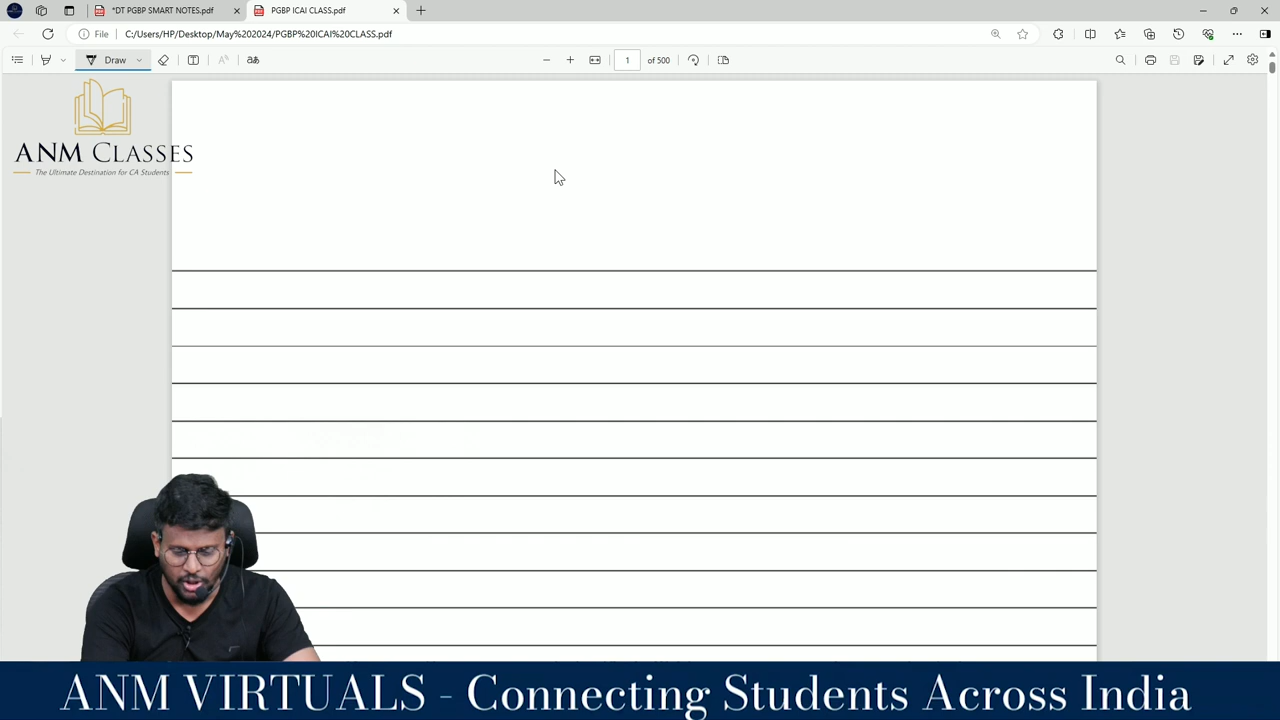 *DT PGBP SMART NOTES.pdf
PGBP ICAI CLASS.pdf
File
C:/Users/HP/Desktop/May%202024/PGBP%20ICAI%20CLASS.pdf
Draw
1
of 500
ANM CLASSES
The Ultimate Destination for CA Students
ANM VIRTUALS - Connecting Students Across India